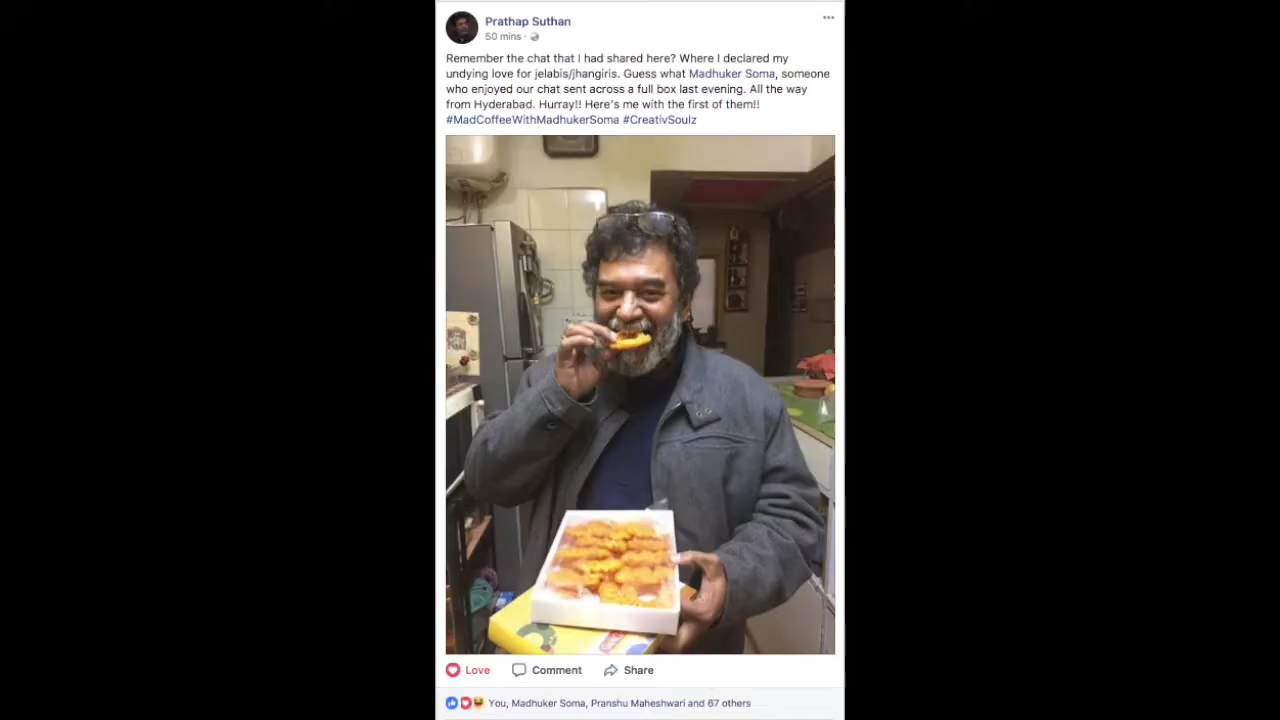 Prathap Suthan
50 mins ·
Remember the chat that I had shared here? Where I declared my
undying love for jelabis/jhangiris. Guess what Madhuker Soma, someone
who enjoyed our chat sent across a full box last evening. All the way
from Hyderabad. Hurray!! Here's me with the first of them!!
#MadCoffeeWithMadhukerSoma #CreativSoulz
Love Comment Share
You, Madhuker Soma, Pranshu Maheshwari and 67 others